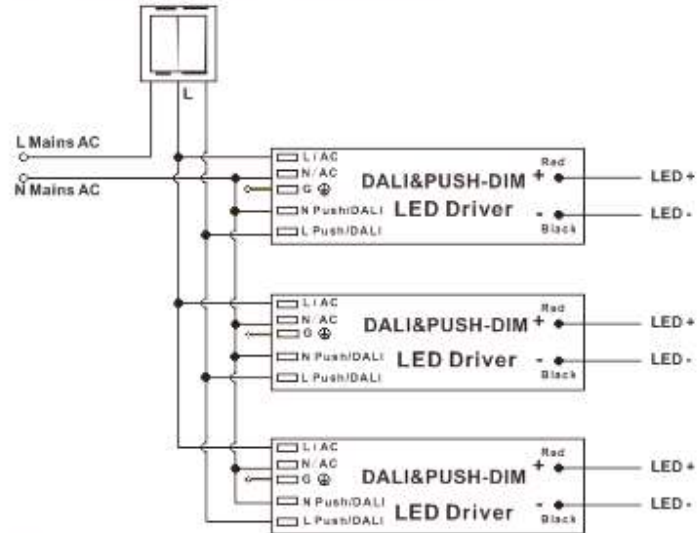 L
L Mains AC
N Mains AC
L / AC
N/AC
G
N Push/DALI
L Push/DALI
DALI&PUSH-DIM
LED Driver
Red
+
-
Black
LED +
LED -
L / AC
N/AC
G
N Push/DALI
L Push/DALI
DALI&PUSH-DIM
LED Driver
Red
+
-
Black
LED +
LED -
L / AC
N/AC
G
N Push/DALI
L Push/DALI
DALI&PUSH-DIM
LED Driver
Red
+
-
Black
LED +
LED -